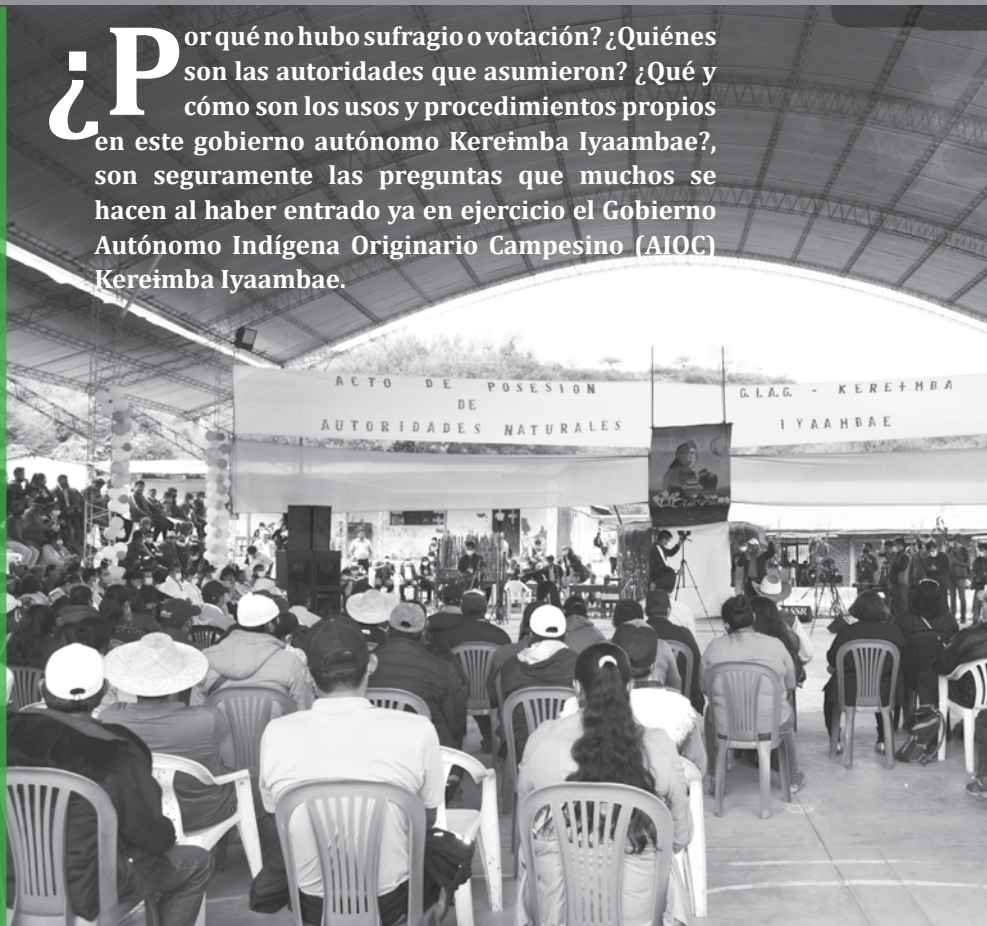 ¿Por qué no hubo sufragio o votación? ¿Quiénes
son las autoridades que asumieron? ¿Qué y
cómo son los usos y procedimientos propios
en este gobierno autónomo Kereɨmba Iyaambae?,
son seguramente las preguntas que muchos se
hacen al haber entrado ya en ejercicio el Gobierno
Autónomo Indígena Originario Campesino (AIOC)
Kereɨmba Iyaambae.
ACTO DE POSESION
DE
AUTORIDADES NATURALES
G.I.A.G. - KEREɨMBA
IYAAMBAE